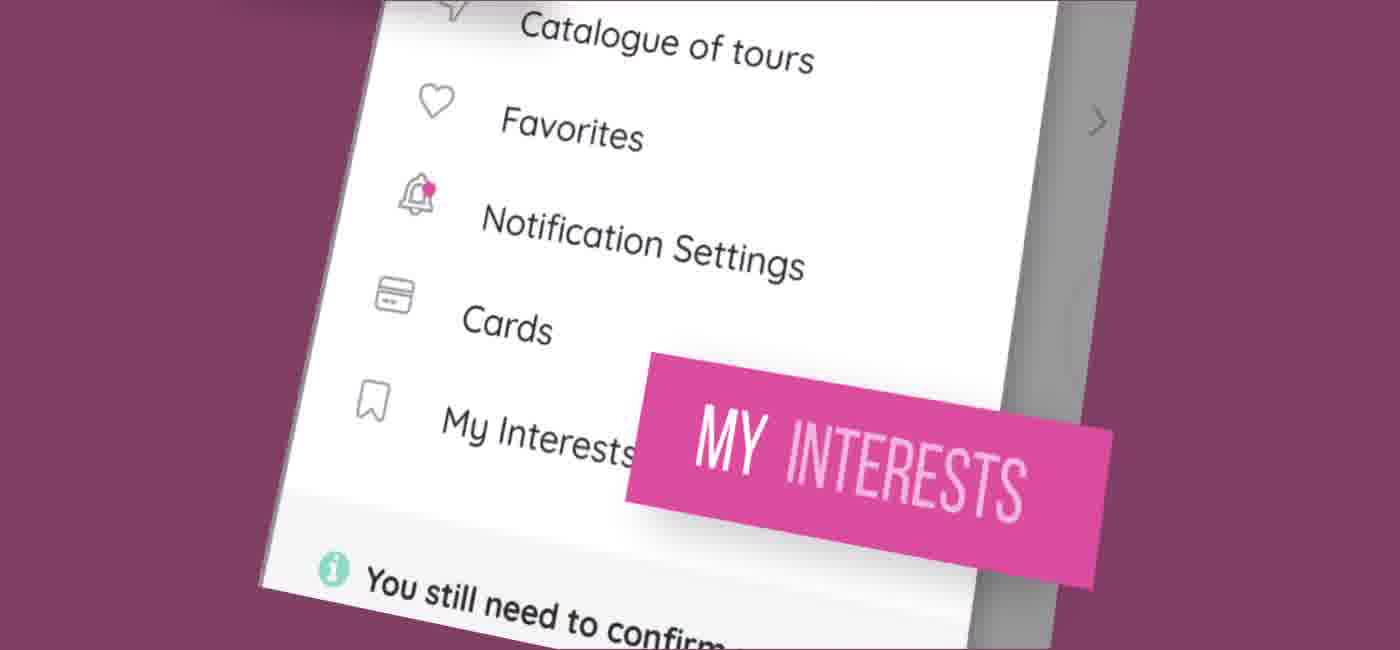 Catalogue of tours
Favorites
Notification Settings
Cards
My Interests
MY INTERESTS
You still need to confirm